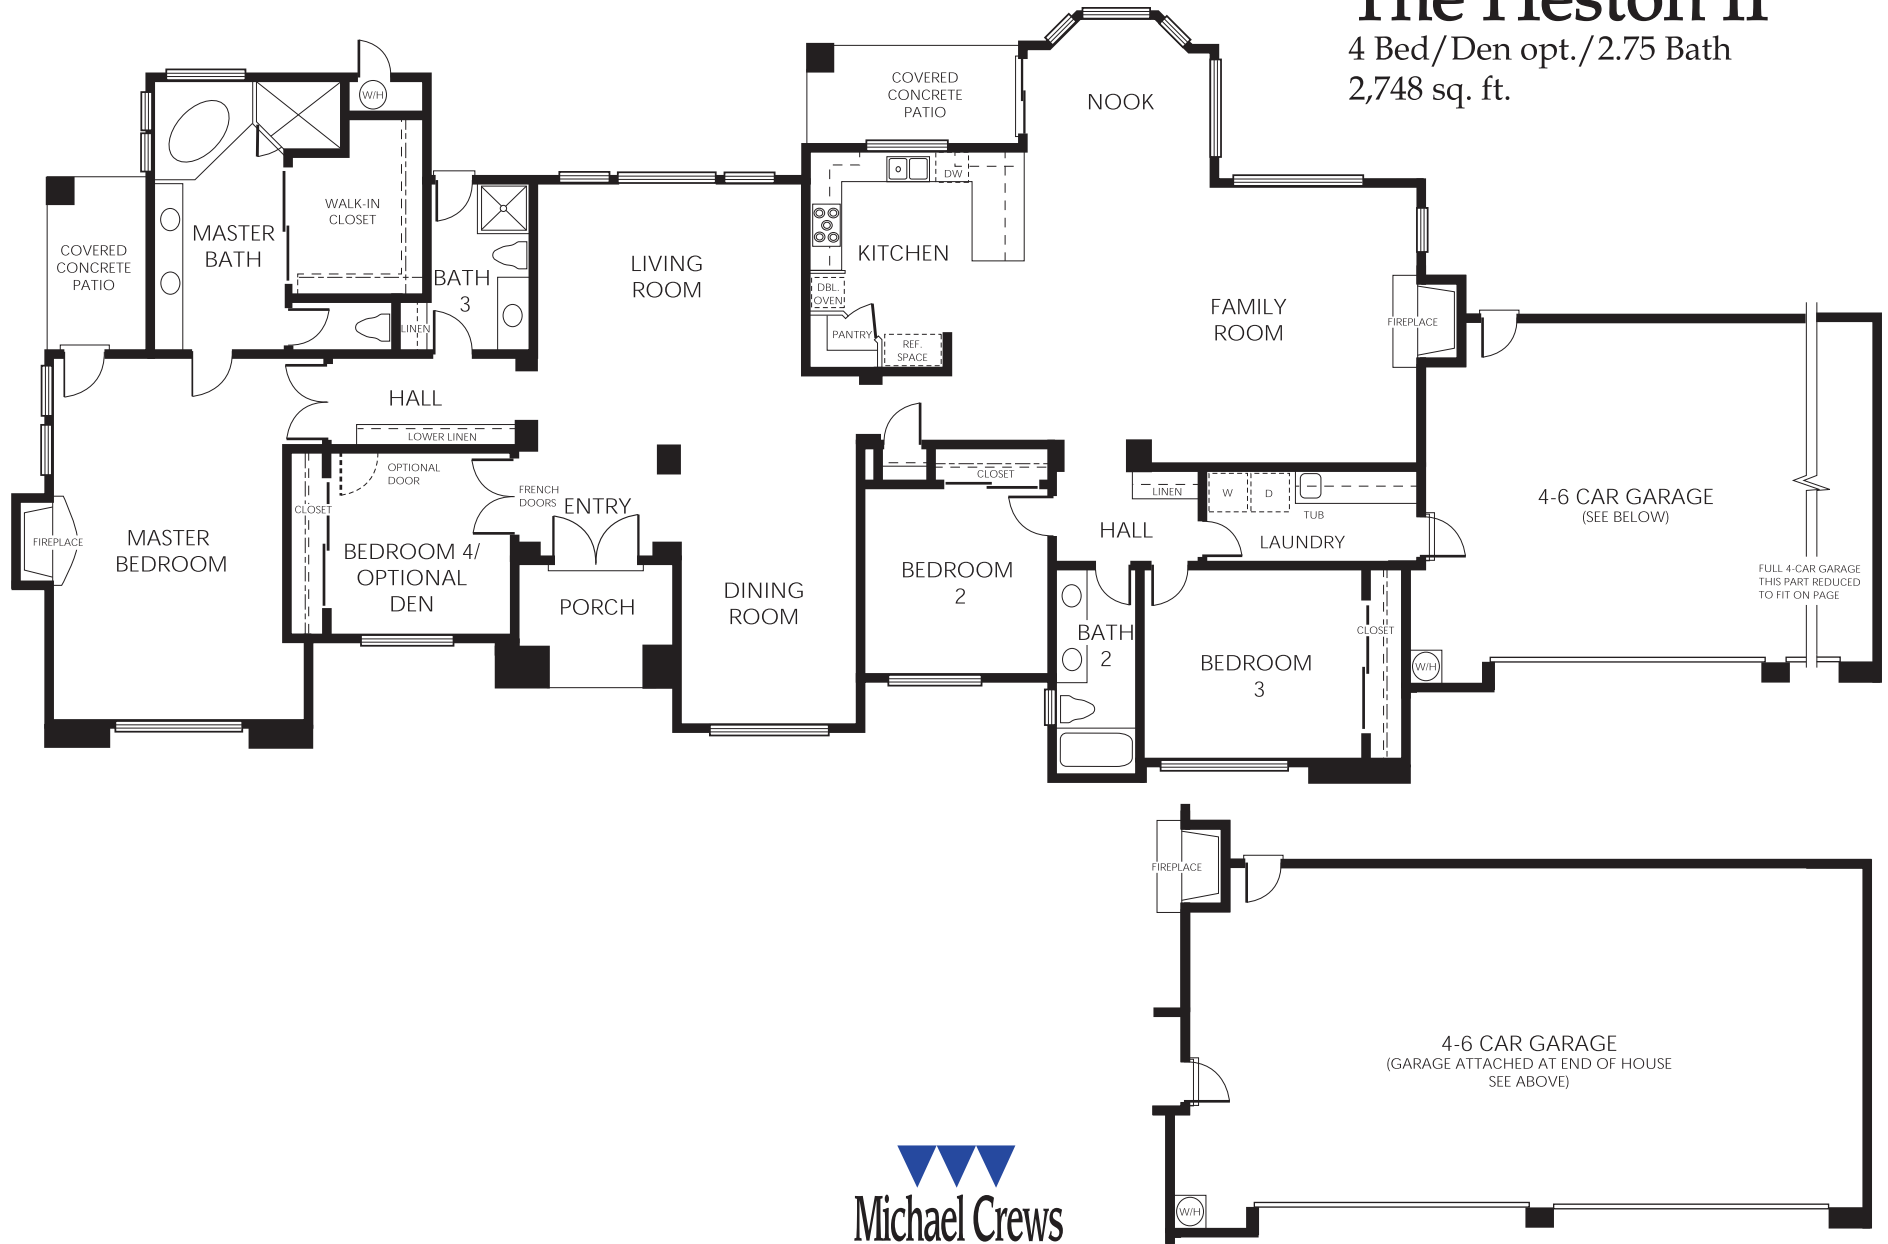 The Heston II
4 Bed/Den opt./2.75 Bath
2,748 sq. ft.
COVERED
CONCRETE
PATIO
NOOK
W/H
WALK-IN
CLOSET
MASTER
BATH
COVERED
CONCRETE
PATIO
BATH
3
LINEN
LIVING
ROOM
DW
KITCHEN
DBL.
OVEN
PANTRY
REF.
SPACE
FAMILY
ROOM
FIREPLACE
HALL
LOWER LINEN
OPTIONAL
DOOR
CLOSET
FRENCH
DOORS
ENTRY
FIREPLACE
MASTER
BEDROOM
BEDROOM 4/
OPTIONAL
DEN
PORCH
DINING
ROOM
CLOSET
BEDROOM
2
LINEN
HALL
W
D
TUB
LAUNDRY
4-6 CAR GARAGE
(SEE BELOW)
FULL 4-CAR GARAGE
THIS PART REDUCED
TO FIT ON PAGE
BATH
2
BEDROOM
3
CLOSET
W/H
FIREPLACE
4-6 CAR GARAGE
(GARAGE ATTACHED AT END OF HOUSE
SEE ABOVE)
W/H
Michael Crews